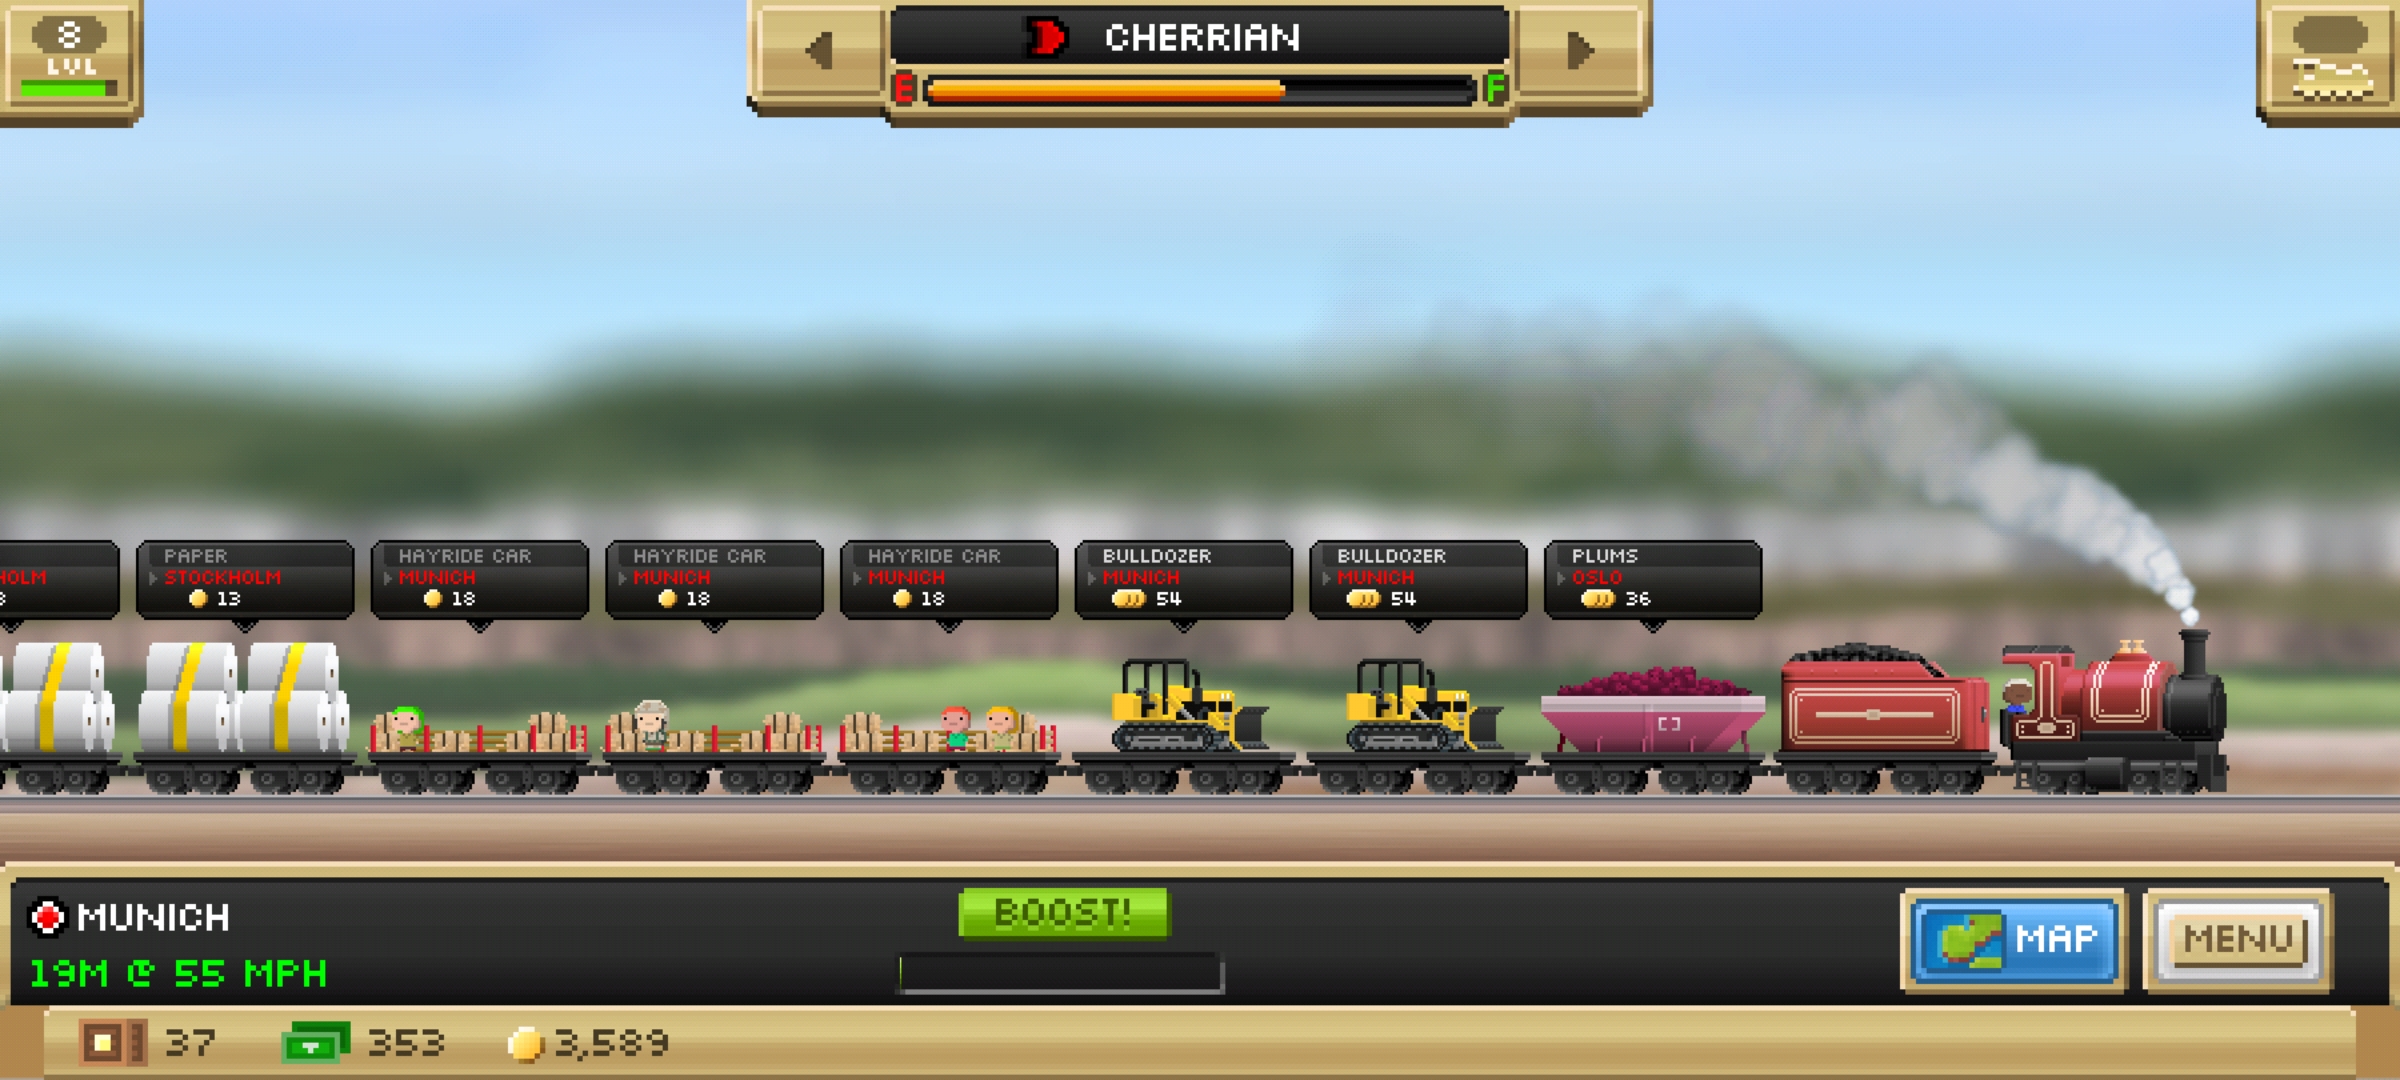 8
LVL
CHERRIAN
E F
HOLM
PAPER
STOCKHOLM
13
HAYRIDE CAR
MUNICH
18
HAYRIDE CAR
MUNICH
18
HAYRIDE CAR
MUNICH
18
BULLDOZER
MUNICH
54
BULLDOZER
MUNICH
54
PLUMS
OSLO
36
MUNICH
19M @ 55 MPH
BOOST!
MAP
MENU
37
353
3,589